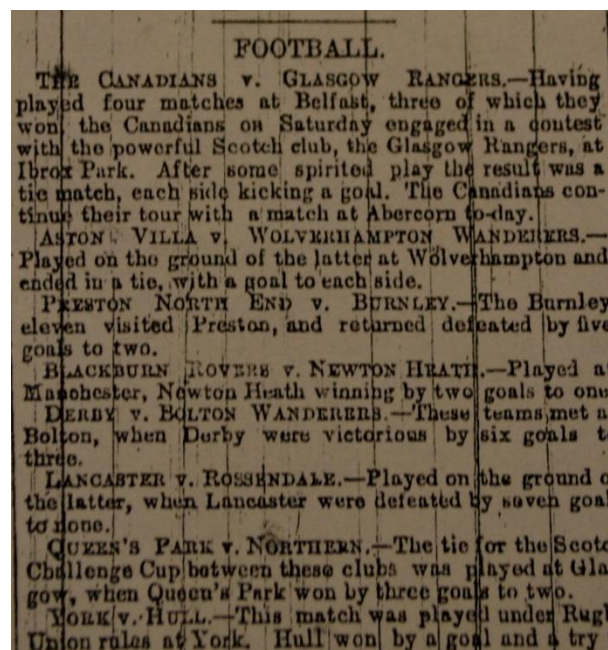 FOOTBALL.
THE CANADIANS V. GLASGOW RANGERS.—Having
played four matches at Belfast, three of which they
won the Canadians on Saturday engaged in a contest
with the powerful Scotch club, the Glasgow Rangers, at
Ibrox Park. After some spirited play the result was a
tie match, each side kicking a goal. The Canadians con-
tinue their tour with a match at Abercorn to-day.
ASTON VILLA V. WOLVERHAMPTON WANDERERS.—
Played on the ground of the latter at Wolverhampton and
ended in a tie, with a goal to each side.
PRESTON NORTH END V. BURNLEY.—The Burnley
eleven visited Preston, and returned defeated by five
goals to two.
BLACKBURN ROVERS V. NEWTON HEATH.—Played a
Manchester, Newton Heath winning by two goals to one
DERBY V. BOLTON WANDERERS.—These teams met a
Bolton, when Derby were victorious by six goals t
three.
LANCASTER V. ROSSENDALE.—Played on the ground o
the latter, when Lancaster were defeated by seven goa
to none.
QUEEN'S PARK V. NORTHERN.—The tie for the Scotc
Challenge Cup between these clubs was played at Gla
gow, when Queen's Park won by three goals to two.
YORK V. HULL.—This match was played under Rug
Union rules at York. Hull won by a goal and a try